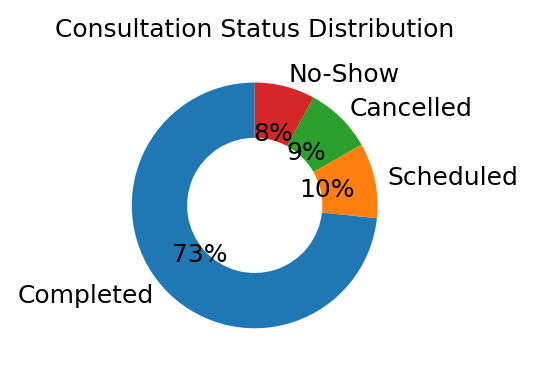 Consultation Status Distribution
No-Show
Cancelled
8%
9%
Scheduled
10%
73%
Completed